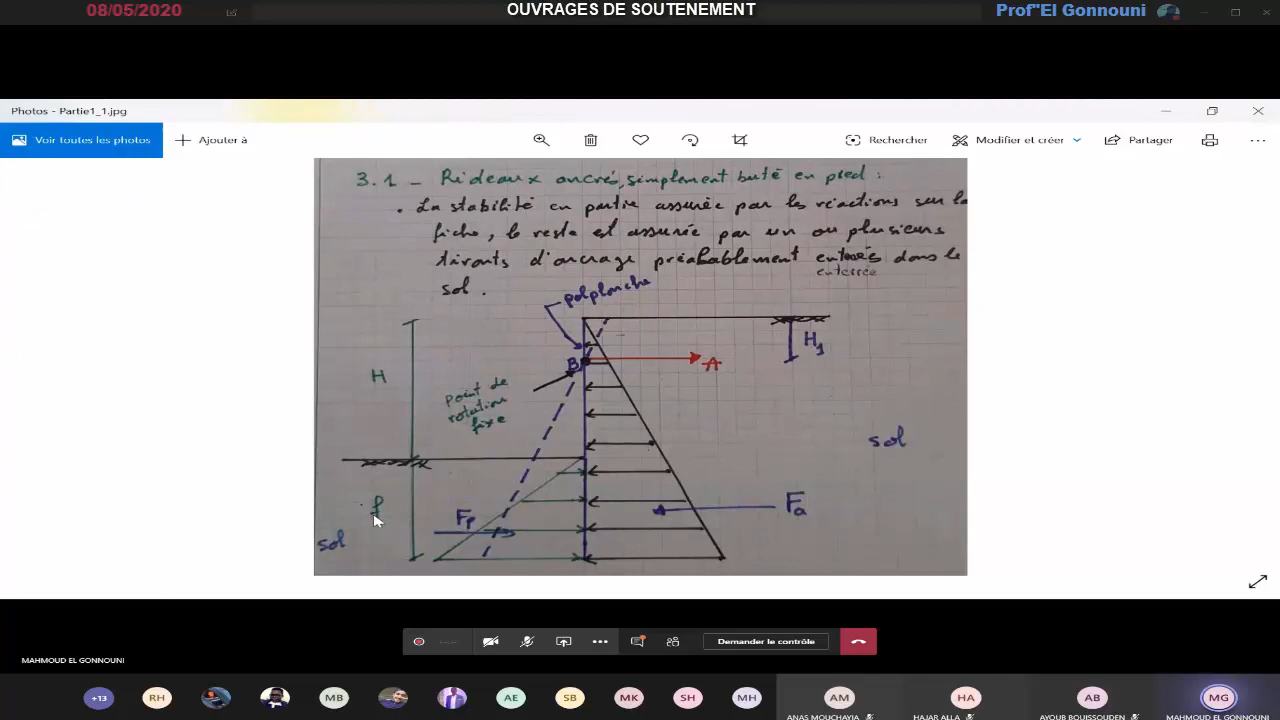 08/05/2020
OUVRAGES DE SOUTENEMENT
Prof"El Gonnouni
Photos - Partie1_1.jpg
Voir toutes les photos
Ajouter à
Rechercher
Modifier et créer
Partager
3.1 - Rideaux ancrés, simplement buté en pied :
• La stabilité en partie assurée par les réactions sur la
fiche, le reste est assurée par un ou plusieurs
tirants d'ancrage préalablement enterrés dans le
enterrée
sol.
palplanche
H1
B
A
H
point de
rotation
fixe
sol
f
Fp
Fa
sol
Demander le contrôle
MAHMOUD EL GONNOUNI
+13
RH
MB
AE
SB
MK
SH
MH
AM
HA
AB
MG
ANAS MOUCHAYIA
HAJAR ALLA
AYOUB BOUISSOUDEN
MAHMOUD EL GONNOUNI